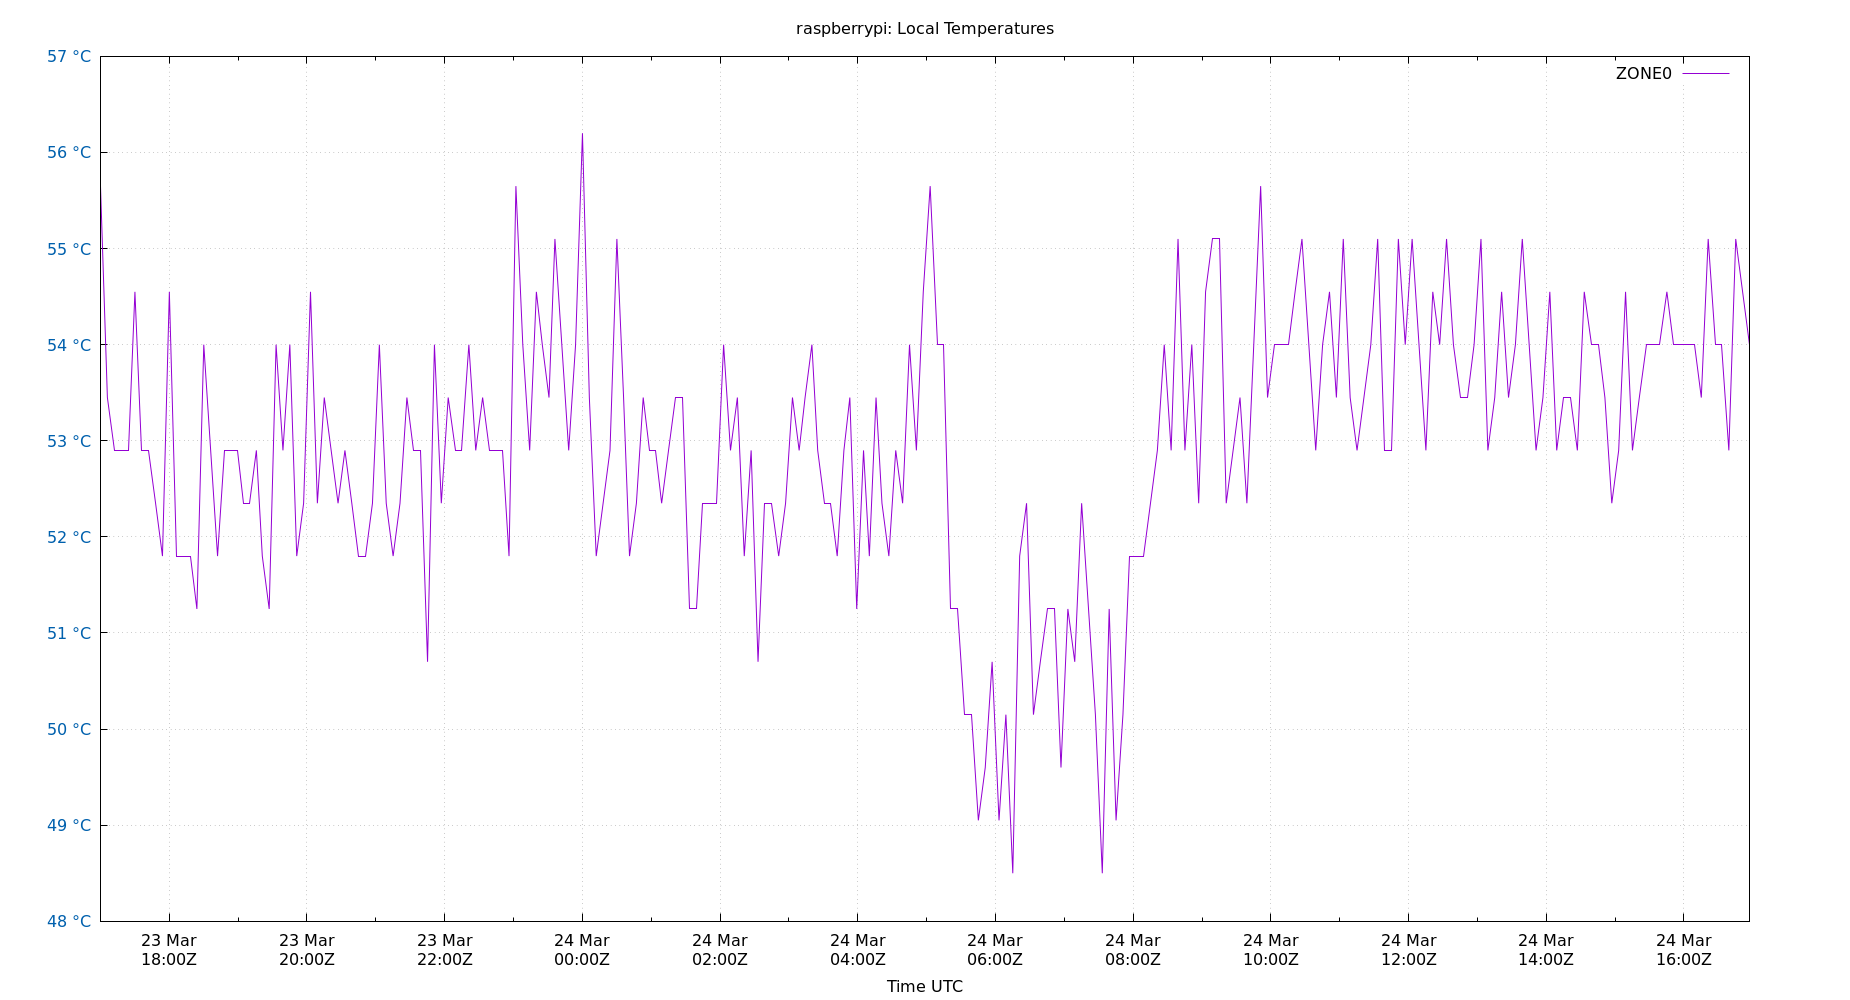 raspberrypi: Local Temperatures
57 °C
ZONE0
56 °C
55 °C
54 °C
53 °C
52 °C
51 °C
50 °C
49 °C
48 °C
23 Mar 23 Mar 23 Mar 24 Mar 24 Mar 24 Mar 24 Mar 24 Mar 24 Mar 24 Mar 24 Mar 24 Mar
18:00Z 20:00Z 22:00Z 00:00Z 02:00Z 04:00Z 06:00Z 08:00Z 10:00Z 12:00Z 14:00Z 16:00Z
Time UTC